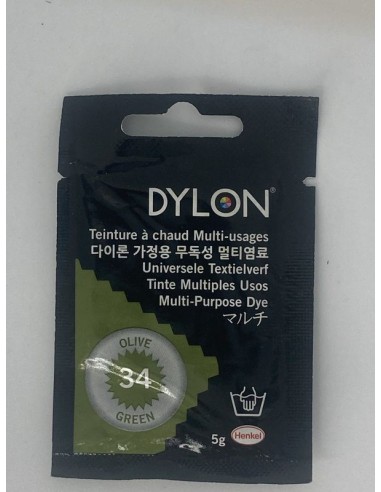 DYLON®
Teinture à chaud Multi-usages
다이론 가정용 무독성 멀티염료
Universele Textielverf
Tinte Multiples Usos
Multi-Purpose Dye
マルチ
OLIVE
34
GREEN
5g
Henkel